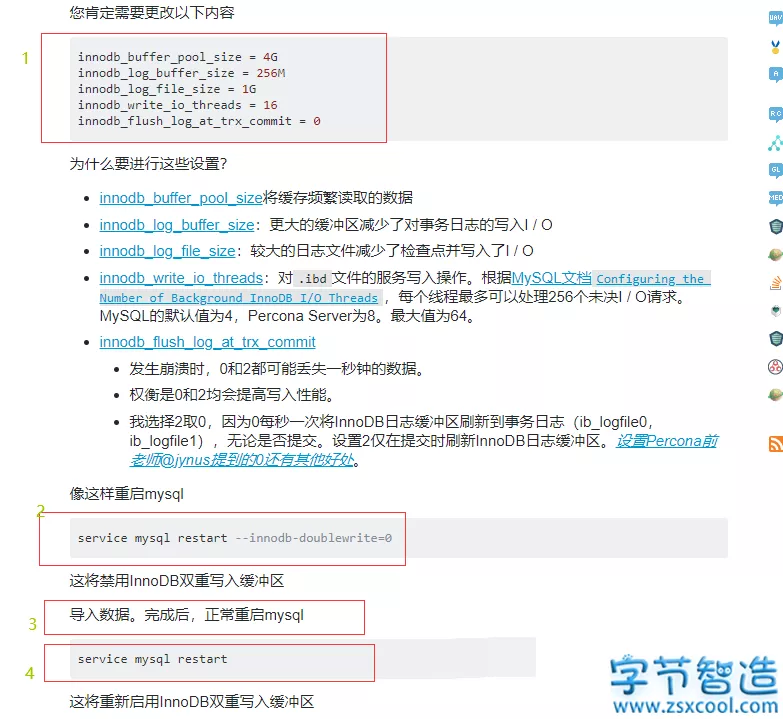 您肯定需要更改以下内容
1
innodb_buffer_pool_size = 4G
innodb_log_buffer_size = 256M
innodb_log_file_size = 1G
innodb_write_io_threads = 16
innodb_flush_log_at_trx_commit = 0
为什么要进行这些设置？
innodb_buffer_pool_size将缓存频繁读取的数据
innodb_log_buffer_size：更大的缓冲区减少了对事务日志的写入I / O
innodb_log_file_size：较大的日志文件减少了检查点并写入了I / O
innodb_write_io_threads：对 .ibd 文件的服务写入操作。根据MySQL文档 Configuring the
Number of Background InnoDB I/O Threads ，每个线程最多可以处理256个未决I / O请求。
MySQL的默认值为4，Percona Server为8。最大值为64。
innodb_flush_log_at_trx_commit
发生崩溃时，0和2都可能丢失一秒钟的数据。
权衡是0和2均会提高写入性能。
我选择2取0，因为0每秒一次将InnoDB日志缓冲区刷新到事务日志（ib_logfile0，
ib_logfile1），无论是否提交。设置2仅在提交时刷新InnoDB日志缓冲区。设置Percona前
老师@jynus提到的0还有其他好处。
像这样重启mysql
2
service mysql restart --innodb-doublewrite=0
这将禁用InnoDB双重写入缓冲区
3
导入数据。完成后，正常重启mysql
4
service mysql restart
这将重新启用InnoDB双重写入缓冲区
字节智造
www.zsxcool.com
UAV
A
RC
GL
MED